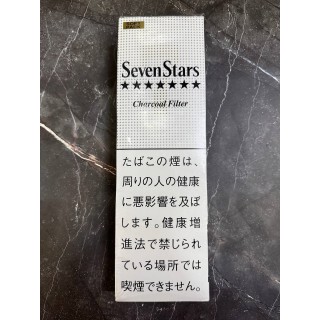 SevenStars
★★★★★★★
Charcoal Filter
たばこの煙は、
周りの人の健康
に悪影響を及ぼ
します。健康増
進法で禁じられ
ている場所では
喫煙できません。